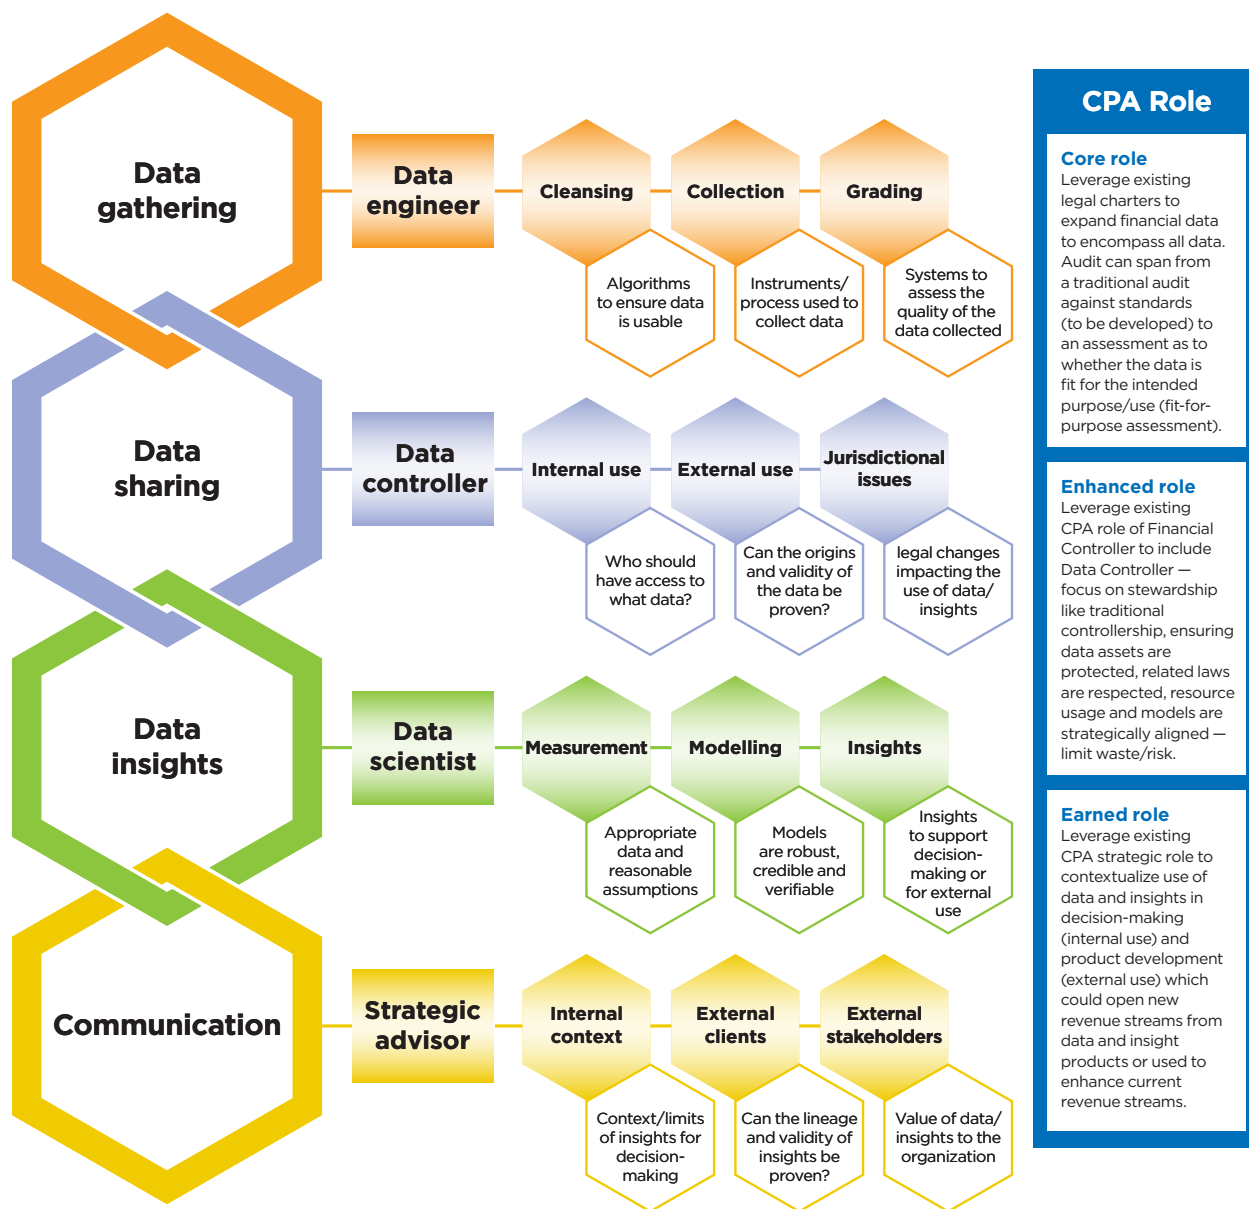 Data
gathering
Data
engineer
Cleansing
Collection
Grading
Algorithms
to ensure data
is usable
Instruments/
process used to
collect data
Systems to
assess the
quality of the
data collected
Data
sharing
Data
controller
Internal use
External use
Jurisdictional
issues
Who should
have access to
what data?
Can the origins
and validity of
the data be
proven?
legal changes
impacting the
use of data/
insights
Data
insights
Data
scientist
Measurement
Modelling
Insights
Appropriate
data and
reasonable
assumptions
Models
are robust,
credible and
verifiable
Insights
to support
decision-
making or
for external
use
Communication
Strategic
advisor
Internal
context
External
clients
External
stakeholders
Context/limits
of insights for
decision-
making
Can the lineage
and validity of
insights be
proven?
Value of data/
insights to the
organization
CPA Role
Core role
Leverage existing
legal charters to
expand financial data
to encompass all data.
Audit can span from
a traditional audit
against standards
(to be developed) to
an assessment as to
whether the data is
fit for the intended
purpose/use (fit-for-
purpose assessment).
Enhanced role
Leverage existing
CPA role of Financial
Controller to include
Data Controller —
focus on stewardship
like traditional
controllership, ensuring
data assets are
protected, related laws
are respected, resource
usage and models are
strategically aligned —
limit waste/risk.
Earned role
Leverage existing
CPA strategic role to
contextualize use of
data and insights in
decision-making
(internal use) and
product development
(external use) which
could open new
revenue streams from
data and insight
products or used to
enhance current
revenue streams.